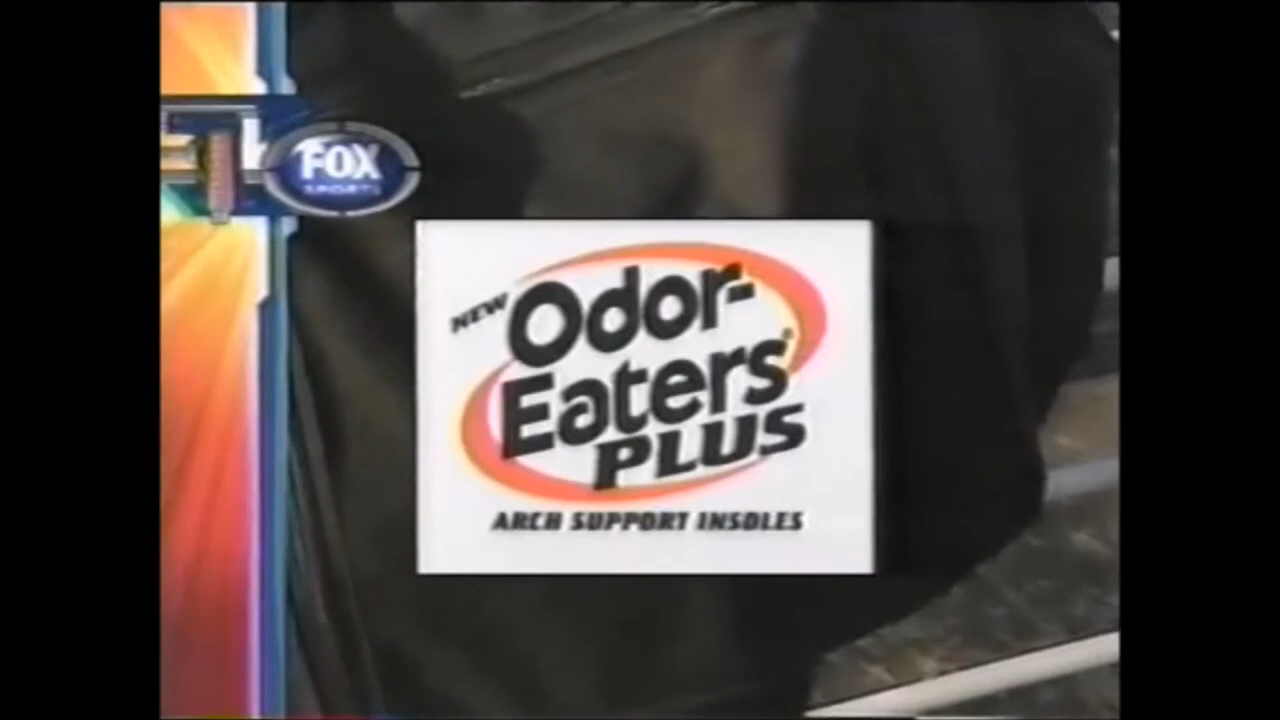 FOX
SPORTS
NEW
Odor-
Eaters®
PLUS
ARCH SUPPORT INSOLES